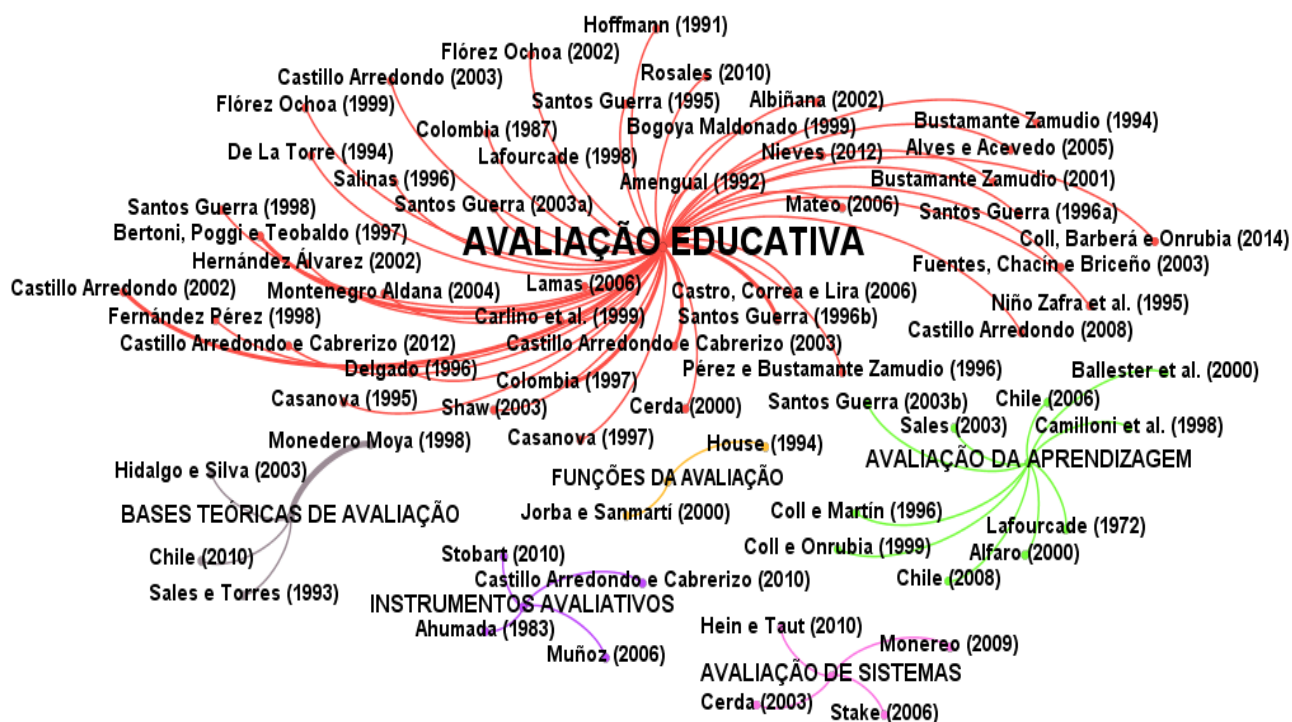 Hoffmann (1991)
Flórez Ochoa (2002)
Castillo Arredondo (2003)
Rosales (2010)
Flórez Ochoa (1999)
Santos Guerra (1995)
Albiñana (2002)
Colombia (1987)
Bogoya Maldonado (1999)
Bustamante Zamudio (1994)
De La Torre (1994)
Lafourcade (1998)
Nieves (2012)
Alves e Acevedo (2005)
Salinas (1996)
Amengual (1992)
Bustamante Zamudio (2001)
Santos Guerra (1998)
Santos Guerra (2003a)
Mateo (2006)
Santos Guerra (1996a)
Bertoni, Poggi e Teobaldo (1997)
AVALIAÇÃO EDUCATIVA
Coll, Barberá e Onrubia (2014)
Hernández Álvarez (2002)
Fuentes, Chacín e Briceño (2003)
Castillo Arredondo (2002)
Montenegro Aldana (2004)
Lamas (2006)
Castro, Correa e Lira (2006)
Niño Zafra et al. (1995)
Fernández Pérez (1998)
Carlino et al. (1999)
Santos Guerra (1996b)
Castillo Arredondo (2008)
Castillo Arredondo e Cabrerizo (2012)
Castillo Arredondo e Cabrerizo (2003)
Delgado (1996)
Pérez e Bustamante Zamudio (1996)
Ballester et al. (2000)
Colombia (1997)
Casanova (1995)
Shaw (2003)
Cerda (2000)
Santos Guerra (2003b)
Chile (2006)
Casanova (1997)
Sales (2003)
Camilloni et al. (1998)
Monedero Moya (1998)
House (1994)
AVALIAÇÃO DA APRENDIZAGEM
Hidalgo e Silva (2003)
FUNÇÕES DA AVALIAÇÃO
BASES TEÓRICAS DE AVALIAÇÃO
Jorba e Sanmartí (2000)
Coll e Martín (1996)
Lafourcade (1972)
Chile (2010)
Stobart (2010)
Coll e Onrubia (1999)
Alfaro (2000)
Sales e Torres (1993)
Castillo Arredondo e Cabrerizo (2010)
Chile (2008)
INSTRUMENTOS AVALIATIVOS
Ahumada (1983)
Hein e Taut (2010)
Muñoz (2006)
Monereo (2009)
AVALIAÇÃO DE SISTEMAS
Cerda (2003)
Stake (2006)